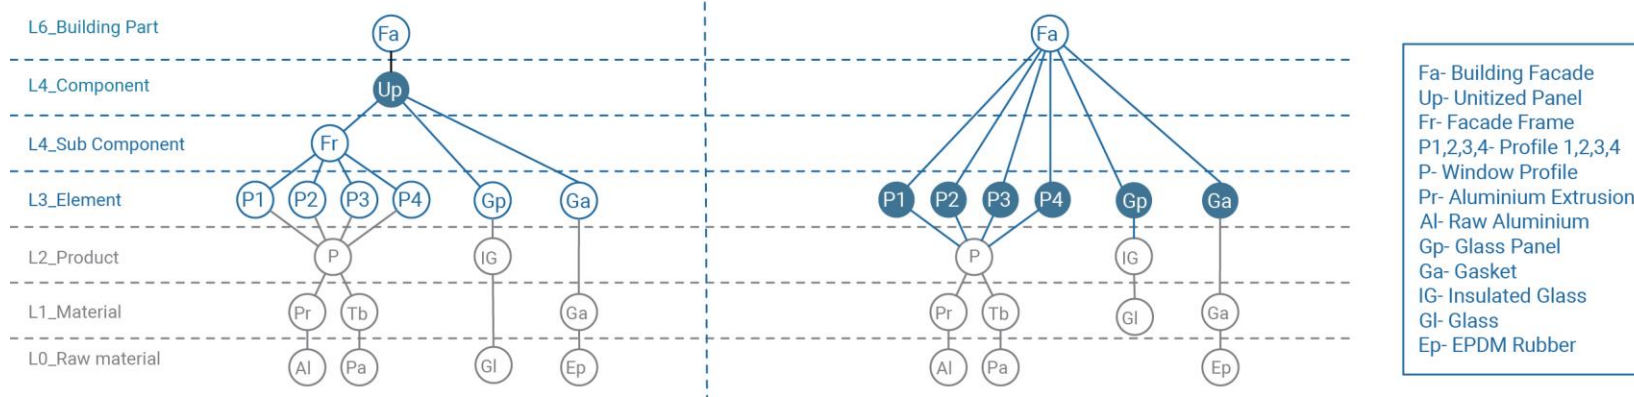 L6_Building Part
Fa
Fa
L4_Component
Up
L4_Sub Component
Fr
L3_Element
P1 P2 P3 P4 Gp Ga
P1 P2 P3 P4 Gp Ga
L2_Product
P IG
P IG
L1_Material
Pr Tb Ga
Pr Tb Gl Ga
L0_Raw material
Al Pa Gl Ep
Al Pa Ep
Fa- Building Facade
Up- Unitized Panel
Fr- Facade Frame
P1,2,3,4- Profile 1,2,3,4
P- Window Profile
Pr- Aluminium Extrusion
Al- Raw Aluminium
Gp- Glass Panel
Ga- Gasket
IG- Insulated Glass
Gl- Glass
Ep- EPDM Rubber